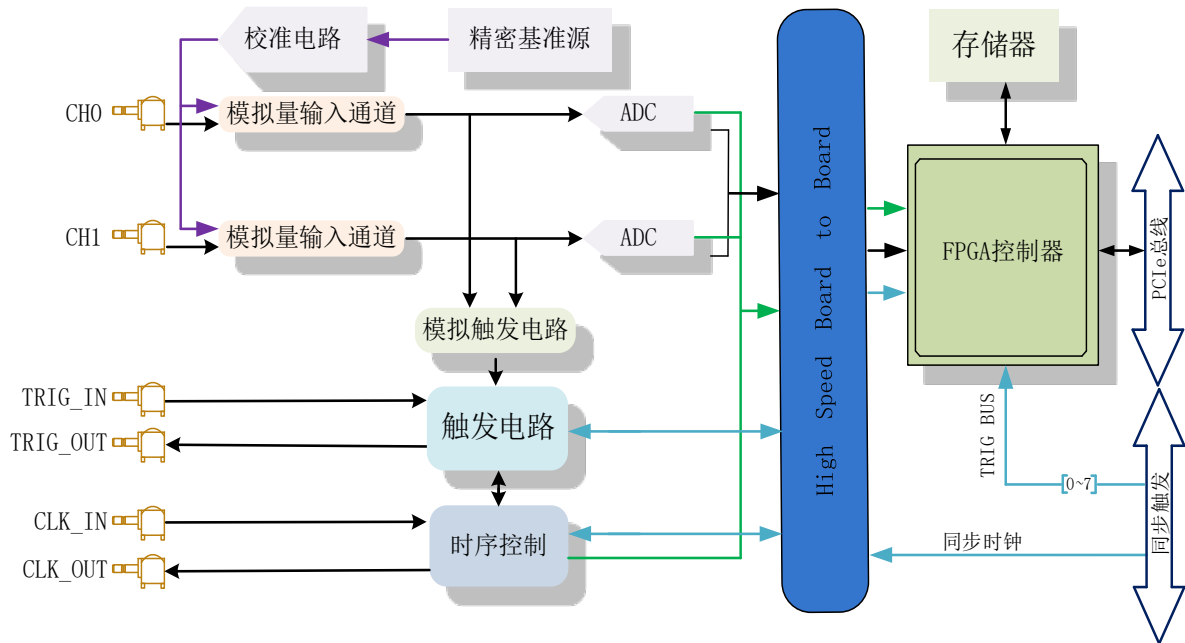 校准电路
精密基准源
存储器
CH0
模拟量输入通道
ADC
CH1
模拟量输入通道
ADC
High Speed Board to Board
FPGA控制器
PCIe总线
模拟触发电路
TRIG_IN
TRIG_OUT
触发电路
TRIG BUS
[0~7]
同步触发
CLK_IN
CLK_OUT
时序控制
同步时钟